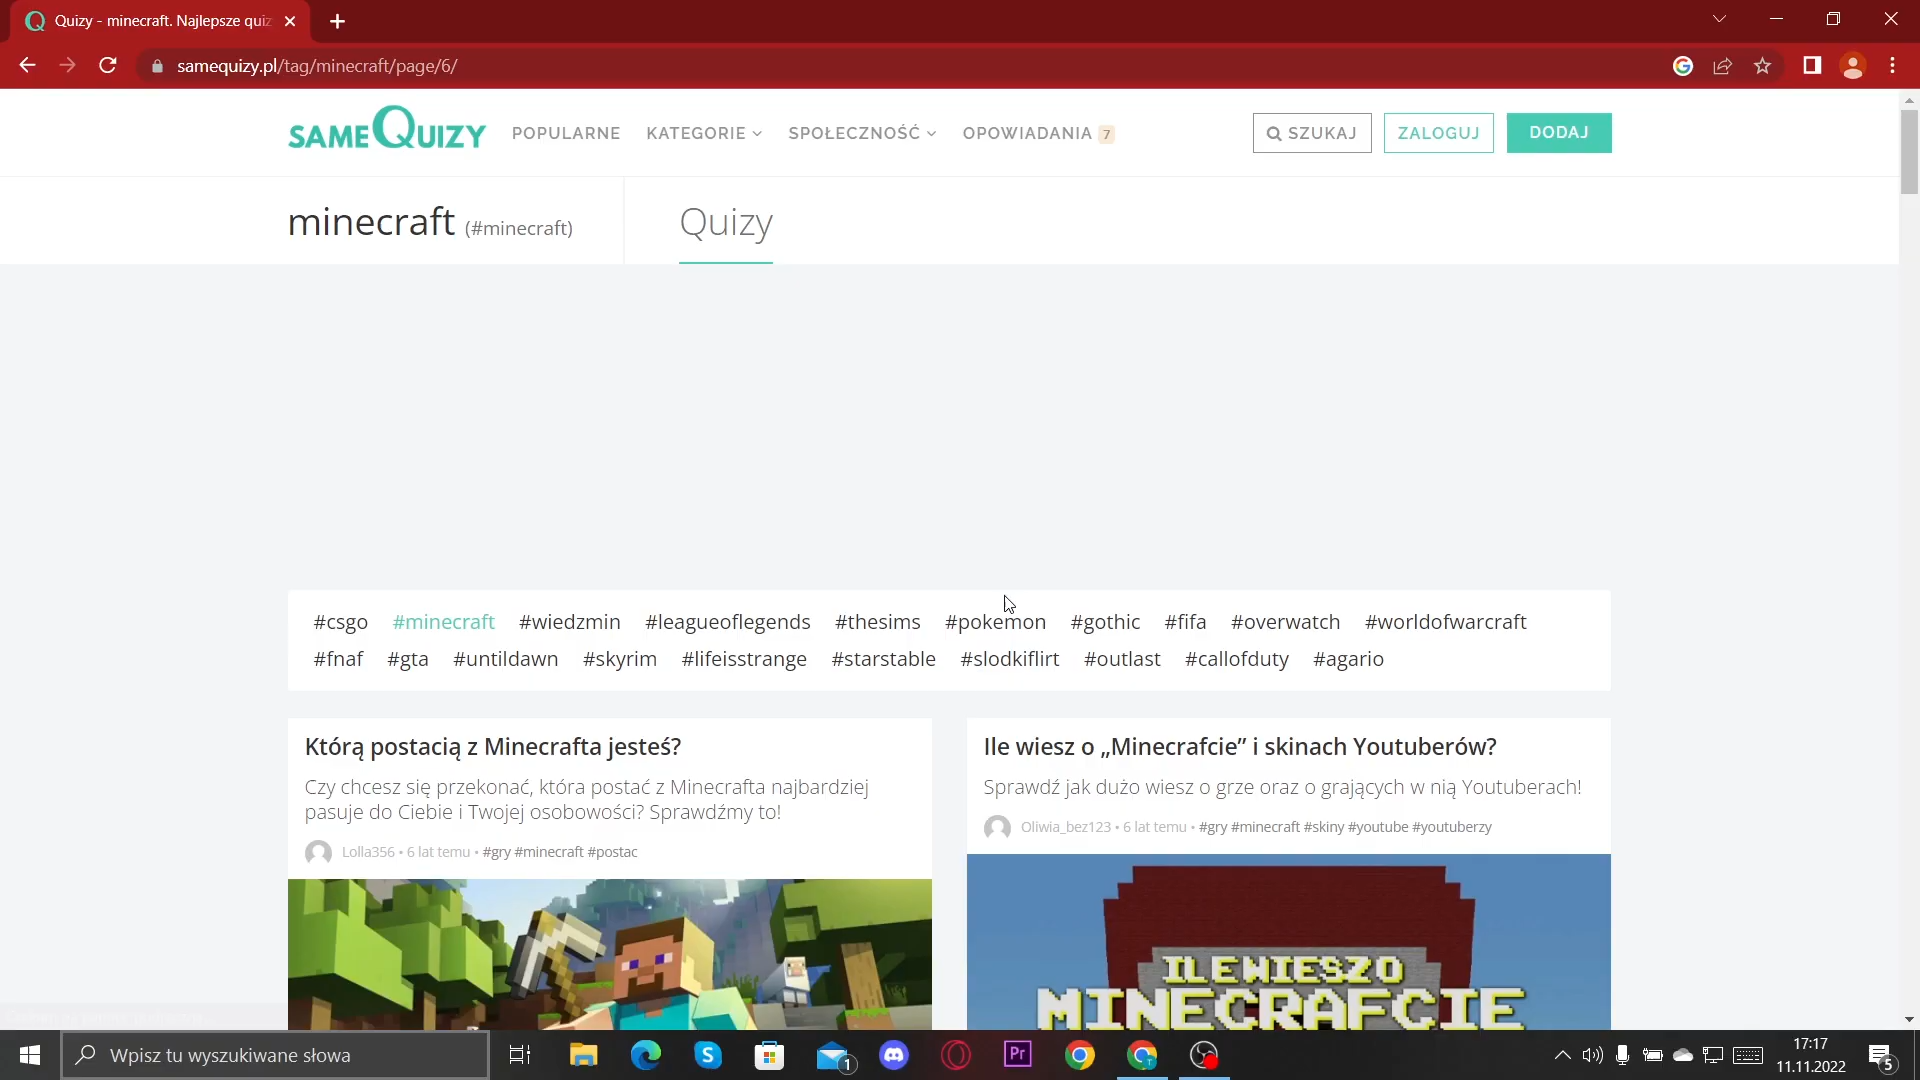 Quizy - minecraft. Najlepsze quiz
samequizy.pl/tag/minecraft/page/6/
SAMEQUIZY
POPULARNE
KATEGORIE
SPOŁECZNOŚĆ
OPOWIADANIA 7
SZUKAJ
ZALOGUJ
DODAJ
minecraft (#minecraft)
Quizy
#csgo #minecraft #wiedzmin #leagueoflegends #thesims #pokemon #gothic #fifa #overwatch #worldofwarcraft
#fnaf #gta #untildawn #skyrim #lifeisstrange #starstable #slodkiflirt #outlast #callofduty #agario
Którą postacią z Minecrafta jesteś?
Czy chcesz się przekonać, która postać z Minecrafta najbardziej
pasuje do Ciebie i Twojej osobowości? Sprawdźmy to!
Lolla356 • 6 lat temu • #gry #minecraft #postac
Ile wiesz o „Minecrafcie” i skinach Youtuberów?
Sprawdź jak dużo wiesz o grze oraz o grających w nią Youtuberach!
Oliwia_bez123 • 6 lat temu • #gry #minecraft #skiny #youtube #youtuberzy
ILE WIESZ O
MINECRAFCIE
Wpisz tu wyszukiwane słowa
1
Pr
T
17:17
11.11.2022
5